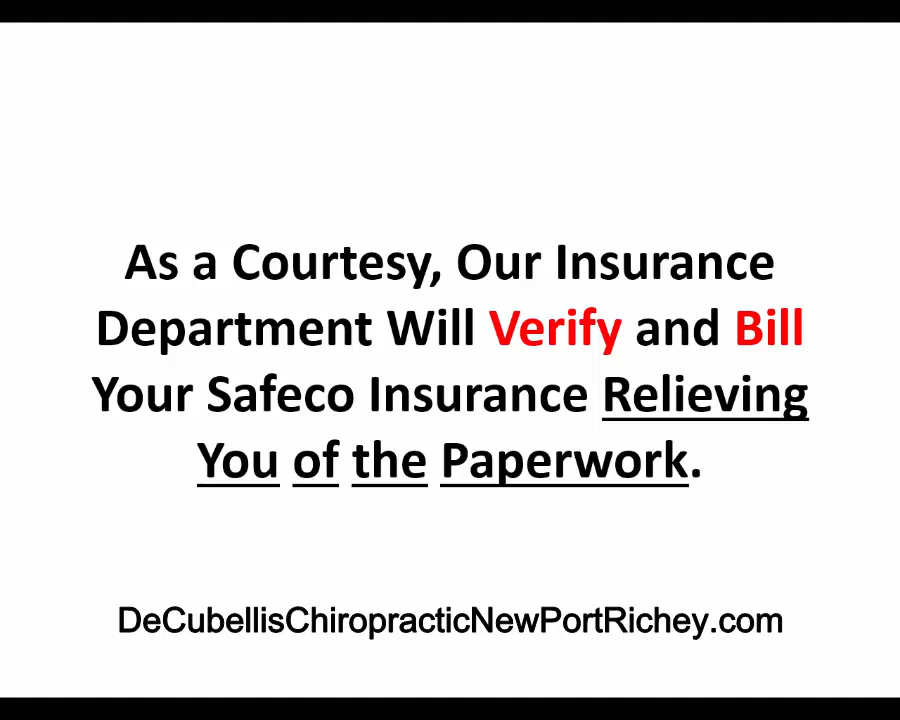 As a Courtesy, Our Insurance
Department Will Verify and Bill
Your Safeco Insurance Relieving
You of the Paperwork.
DeCubellisChiropracticNewPortRichey.com